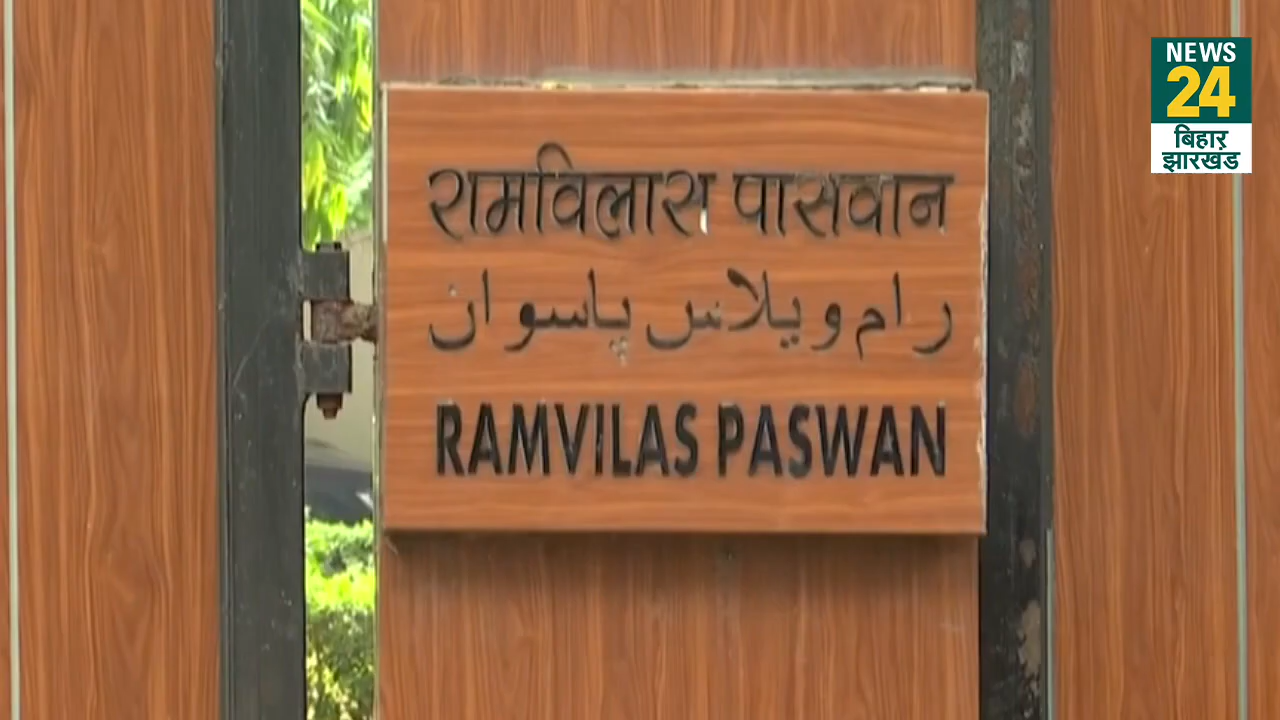 रामविलास पासवान
رام ویلاس پاسوان
RAMVILAS PASWAN
NEWS
24
बिहार
झारखंड